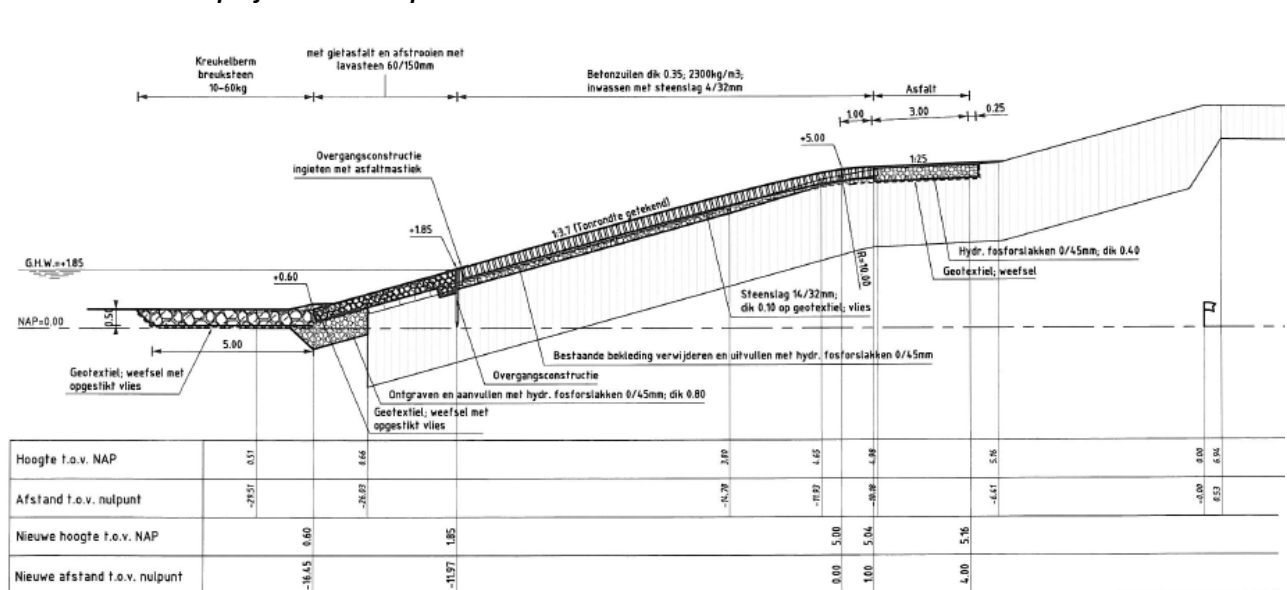 Kreukelberm
breuksteen
10-60kg
met gietasfalt en afstrooien met
lavasteen 60/150mm
Betonzuilen dik 0.35; 2300kg/m3;
inwassen met steenslag 4/32mm
Asfalt
1.00
3.00
0.25
+5.00
1:25
Overgangsconstructie
ingieten met asfaltmastiek
1:3.7 (Tonrondte getekend)
+1.85
G.H.W.=+1.85
+0.60
R=10.00
Hydr. fosforslakken 0/45mm; dik 0.40
Geotextiel; weefsel
Steenslag 14/32mm;
dik 0.10 op geotextiel; vlies
NAP=0.00
0.50
5.00
Bestaande bekleding verwijderen en uitvullen met hydr. fosforslakken 0/45mm
Geotextiel; weefsel met
opgestikt vlies
Overgangsconstructie
Ontgraven en aanvullen met hydr. fosforslakken 0/45mm; dik 0.80
Geotextiel; weefsel met
opgestikt vlies
Hoogte t.o.v. NAP 0.51 0.66 3.89 4.65 4.98 5.16 0.00 6.94
Afstand t.o.v. nulpunt -29.51 -26.03 -14.70 -11.93 -10.18 -6.41 -0.00 0.53
Nieuwe hoogte t.o.v. NAP 0.60 1.85 5.00 5.04 5.16
Nieuwe afstand t.o.v. nulpunt -16.45 -11.97 0.00 1.00 4.00